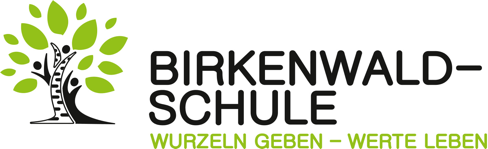 BIRKENWALD–
SCHULE
WURZELN GEBEN – WERTE LEBEN